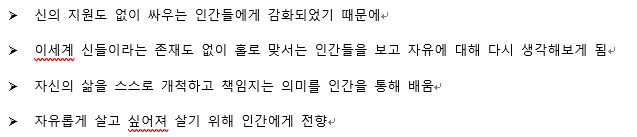 ➢ 신의 지원도 없이 싸우는 인간들에게 감화되었기 때문에↵
➢ 이세계 신들이라는 존재도 없이 홀로 맞서는 인간들을 보고 자유에 대해 다시 생각해보게 됨↵
➢ 자신의 삶을 스스로 개척하고 책임지는 의미를 인간을 통해 배움↵
➢ 자유롭게 살고 싶어져 살기 위해 인간에게 전향↵